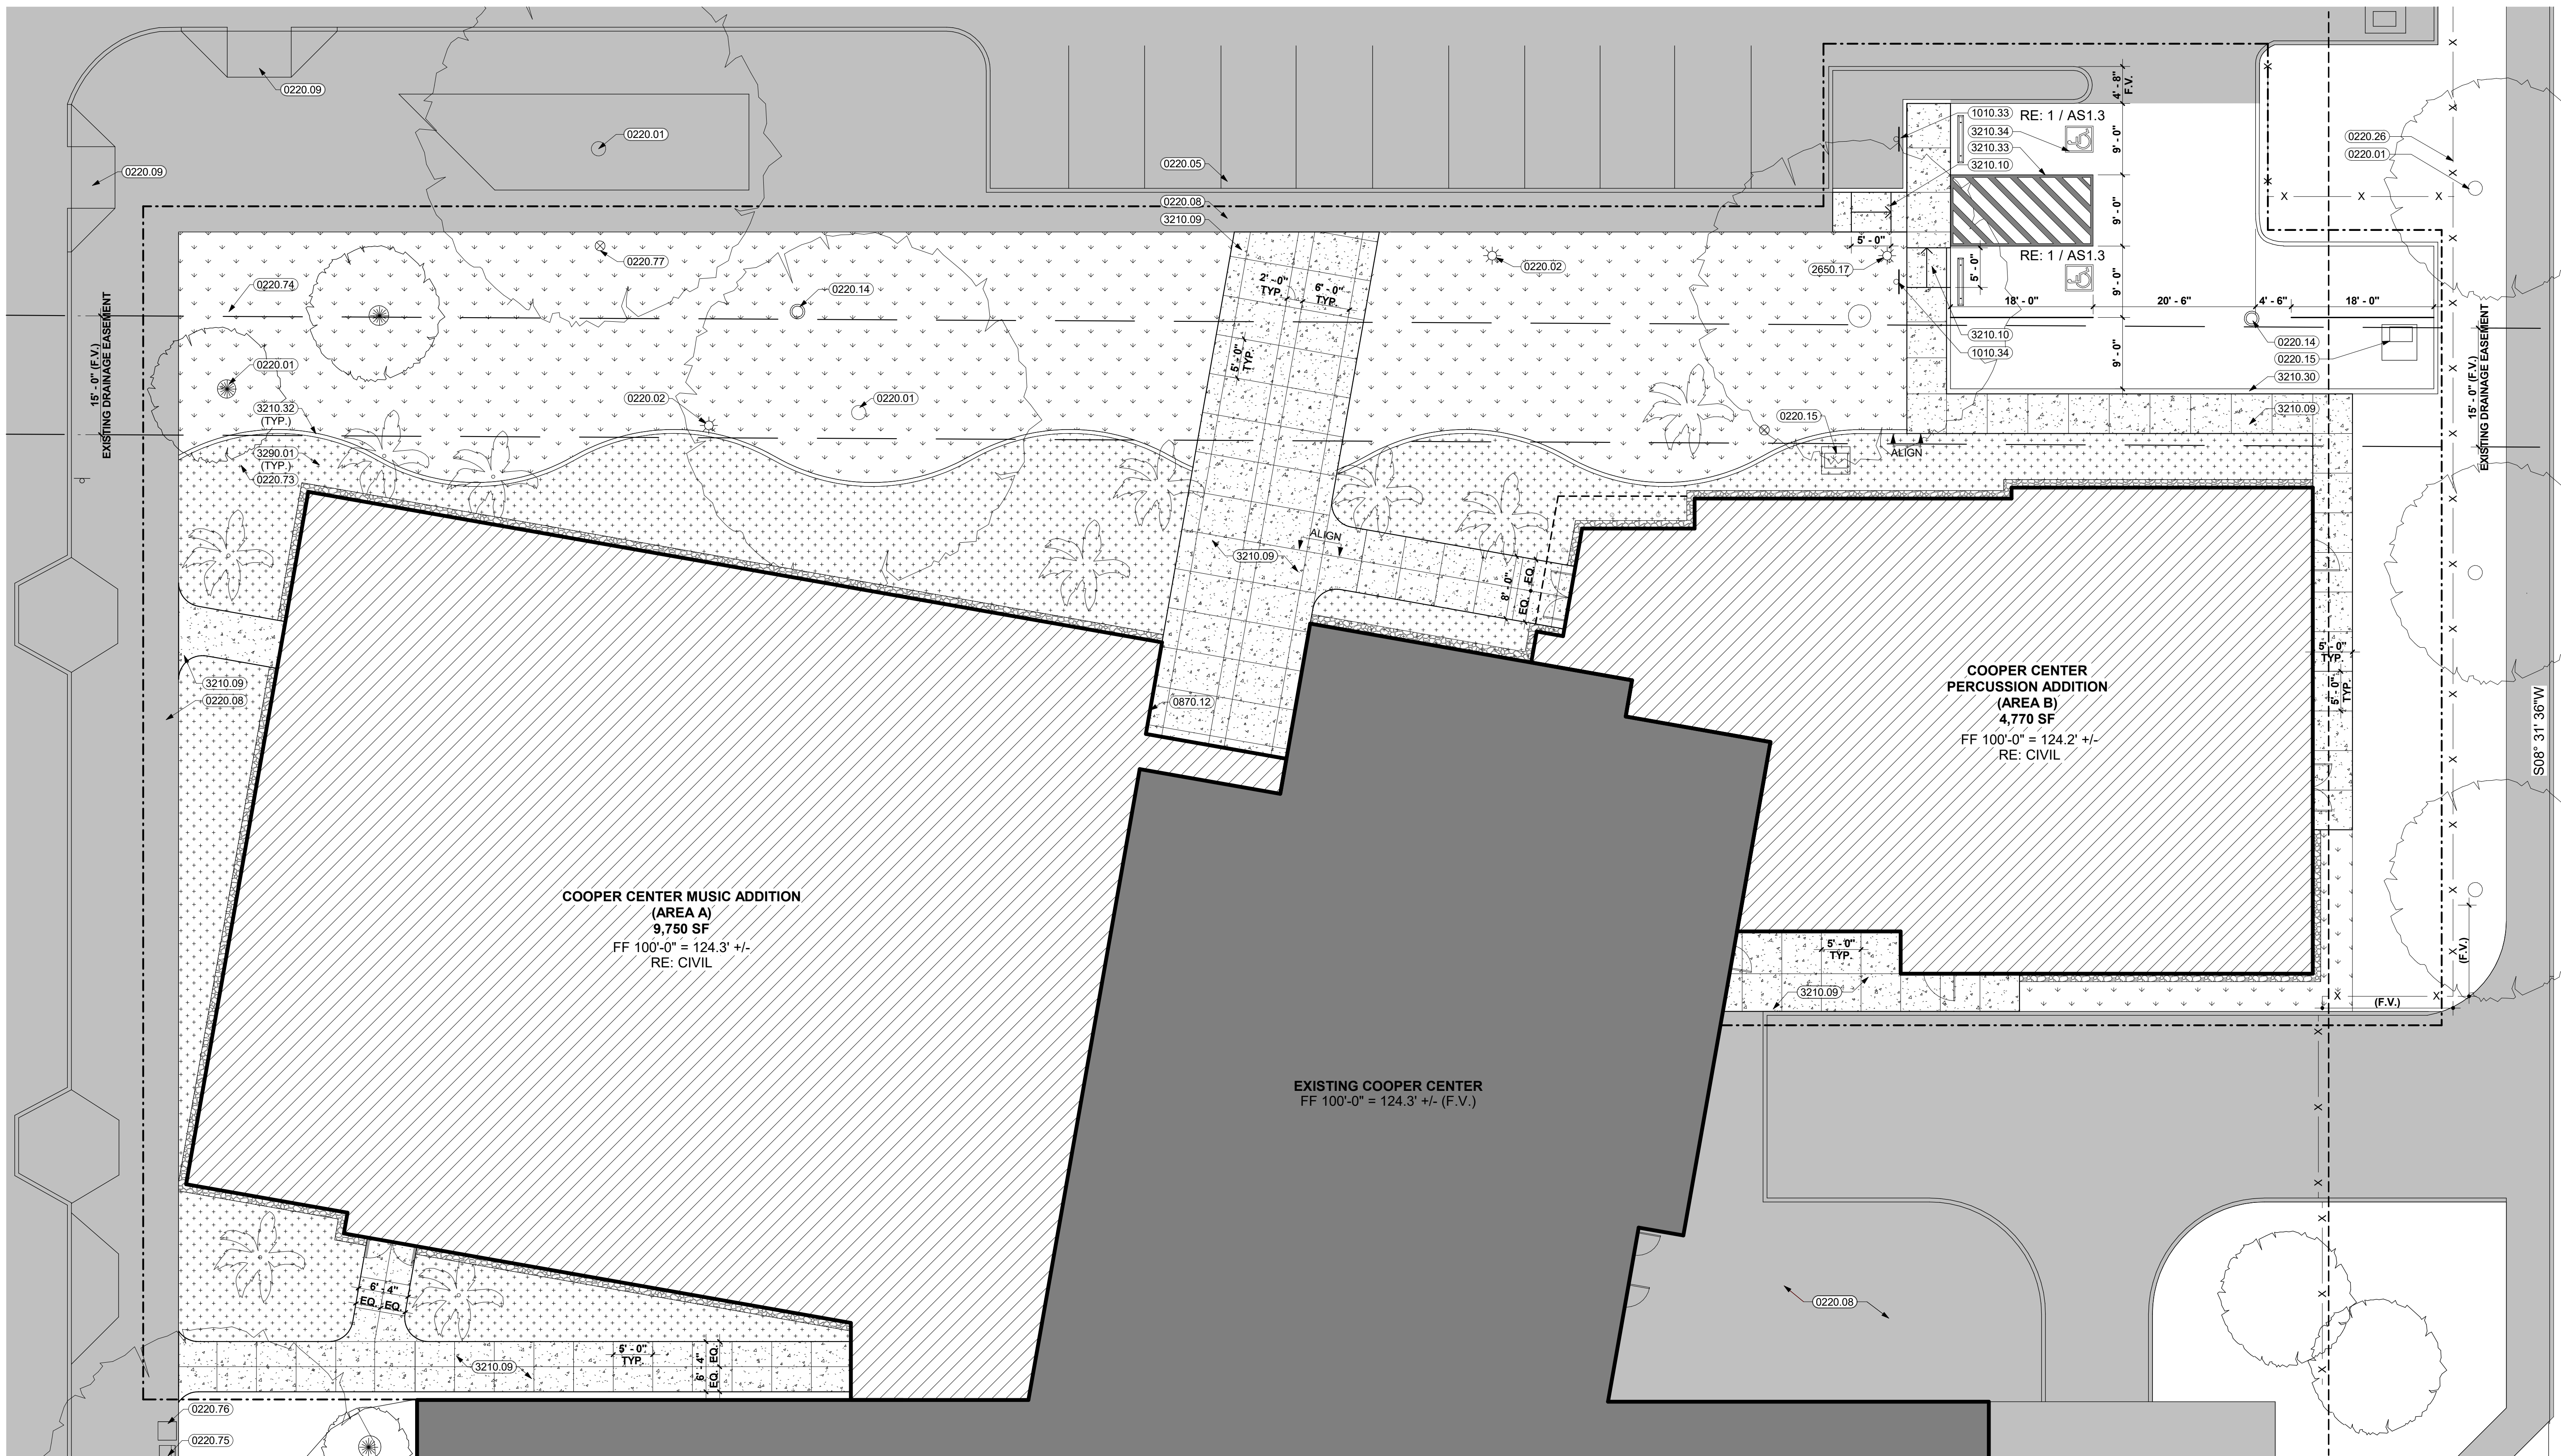 0220.09
0220.01
0220.09
0220.05
0220.08
3210.09
4' - 8"
F.V.
1010.33
RE: 1 / AS1.3
3210.34
3210.33
3210.10
9' - 0"
9' - 0"
RE: 1 / AS1.3
9' - 0"
5' - 0"
2650.17
5' - 0"
18' - 0"
20' - 6"
4' - 6"
18' - 0"
3210.10
1010.34
9' - 0"
0220.14
0220.15
3210.30
3210.09
0220.26
0220.01
X
X
X
15' - 0" (F.V.)
EXISTING DRAINAGE EASEMENT
0220.74
0220.77
0220.14
0220.02
2' - 0"
TYP.
6' - 0"
TYP.
5' - 0"
TYP.
0220.01
0220.02
0220.01
3210.32
(TYP.)
3290.01
(TYP.)
0220.73
0220.15
ALIGN
15' - 0" (F.V.)
EXISTING DRAINAGE EASEMENT
ALIGN
3210.09
8' - 0"
EQ.
EQ.
3210.09
0220.08
0870.12
COOPER CENTER
PERCUSSION ADDITION
(AREA B)
4,770 SF
FF 100'-0" = 124.2' +/-
RE: CIVIL
5' - 0"
TYP.
5' - 0"
TYP.
S08° 31' 36"W
COOPER CENTER MUSIC ADDITION
(AREA A)
9,750 SF
FF 100'-0" = 124.3' +/-
RE: CIVIL
5' - 0"
TYP.
3210.09
(F.V.)
(F.V.)
EXISTING COOPER CENTER
FF 100'-0" = 124.3' +/- (F.V.)
6' - 4"
EQ.
EQ.
3210.09
5' - 0"
TYP.
6' - 4"
EQ.
EQ.
0220.08
0220.76
0220.75